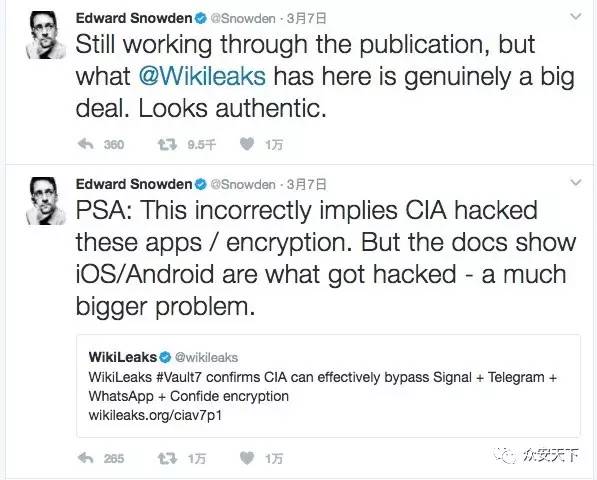 Edward Snowden @Snowden · 3月7日
Still working through the publication, but
what @Wikileaks has here is genuinely a big
deal. Looks authentic.
360 9.5千 1万
Edward Snowden @Snowden · 3月7日
PSA: This incorrectly implies CIA hacked
these apps / encryption. But the docs show
iOS/Android are what got hacked - a much
bigger problem.
WikiLeaks @wikileaks
WikiLeaks #Vault7 confirms CIA can effectively bypass Signal + Telegram +
WhatsApp + Confide encryption
wikileaks.org/ciav7p1
265 1万 1万
众安天下